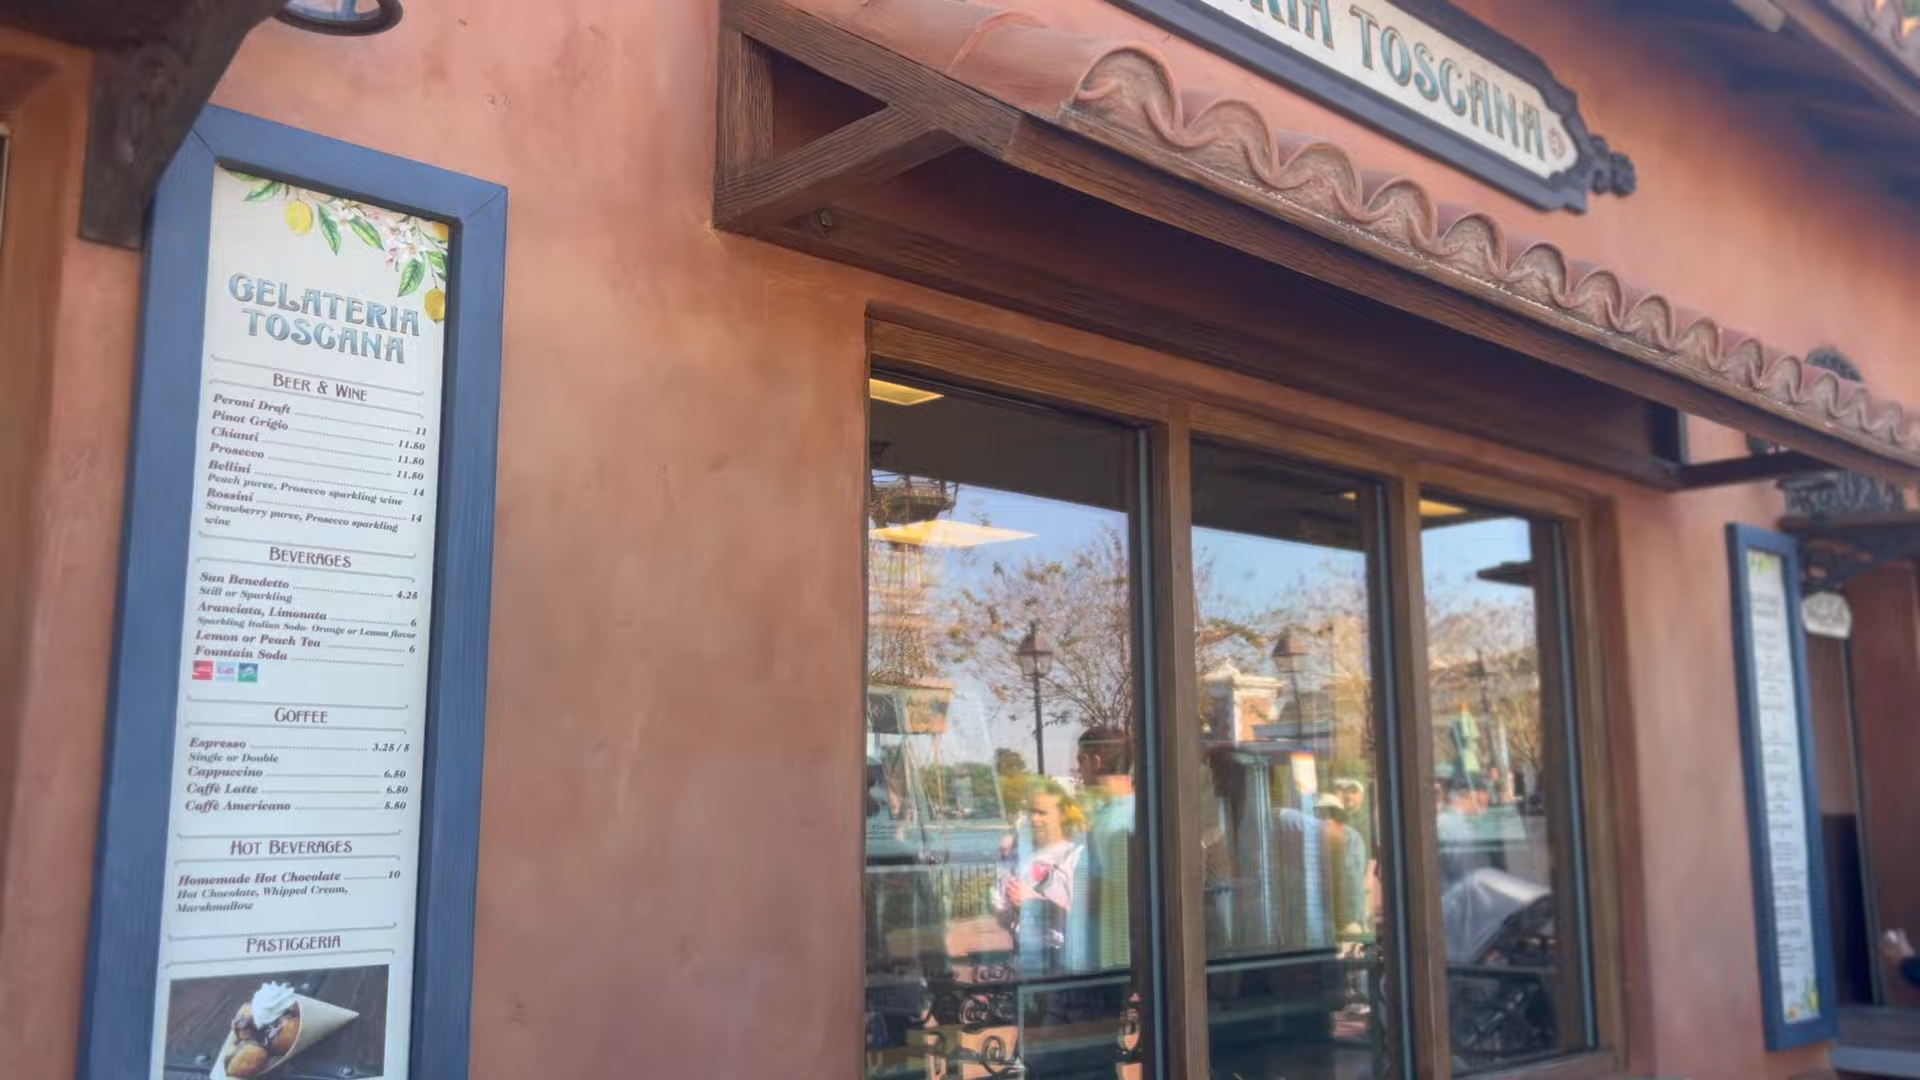 RIA TOSCANA
GELATERIA
TOSCANA
BEER & WINE
Peroni Draft 11
Pinot Grigio 11.50
Chianti 11.50
Prosecco 11.50
Bellini 14
Peach puree, Prosecco sparkling wine
Rossini 14
Strawberry puree, Prosecco sparkling
wine
BEVERAGES
San Benedetto 4.25
Still or Sparkling
Aranciata, Limonata 6
Sparkling Italian Soda- Orange or Lemon flavor
Lemon or Peach Tea 6
Fountain Soda
COFFEE
Espresso 3.25 / 5
Single or Double
Cappuccino 6.50
Caffè Latte 6.50
Caffè Americano 5.50
HOT BEVERAGES
Homemade Hot Chocolate 10
Hot Chocolate, Whipped Cream,
Marshmallow
PASTICCERIA